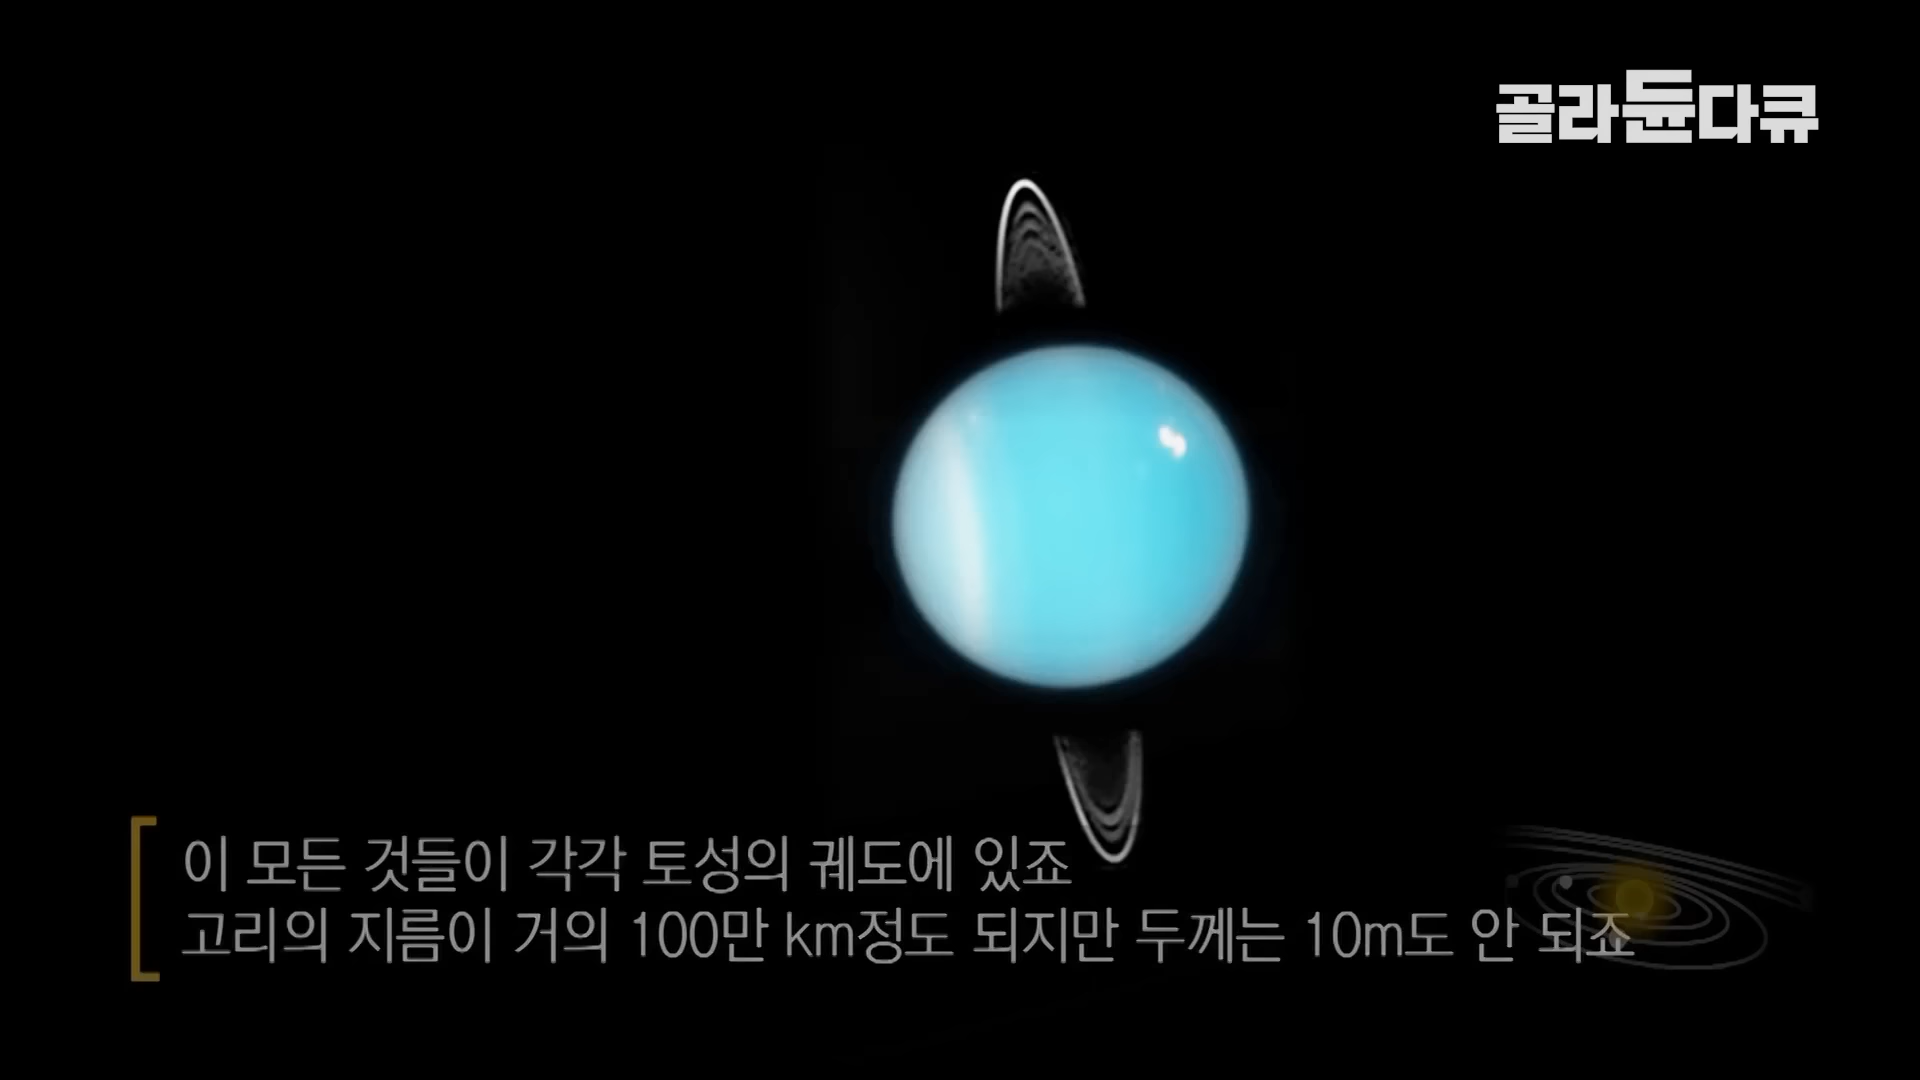 골라둔다큐
이 모든 것들이 각각 토성의 궤도에 있죠
고리의 지름이 거의 100만 km정도 되지만 두께는 10m도 안 되죠